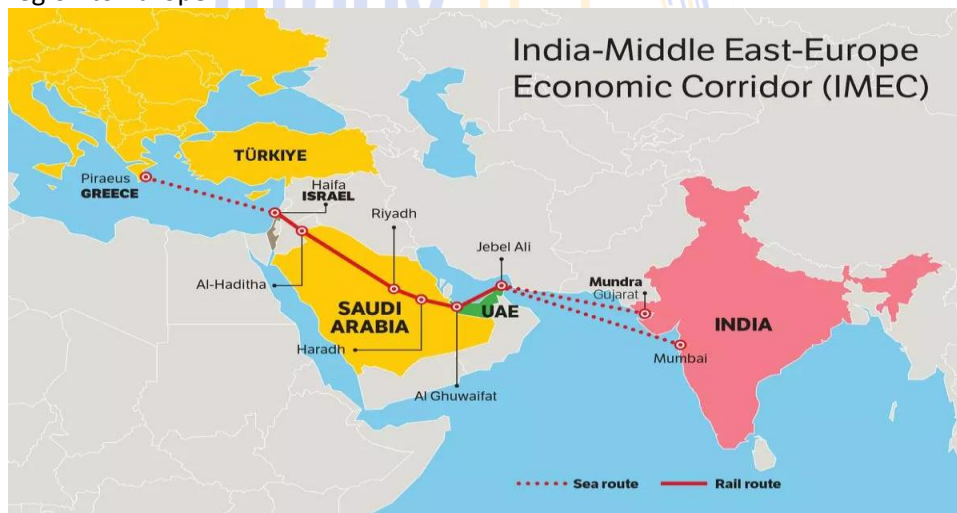 India-Middle East-Europe
Economic Corridor (IMEC)
TÜRKIYE
Piraeus
GREECE
Haifa
ISRAEL
Riyadh
Jebel Ali
Al-Haditha
Mundra
Gujarat
SAUDI
ARABIA
UAE
INDIA
Haradh
Mumbai
Al Ghuwaifat
Sea route
Rail route